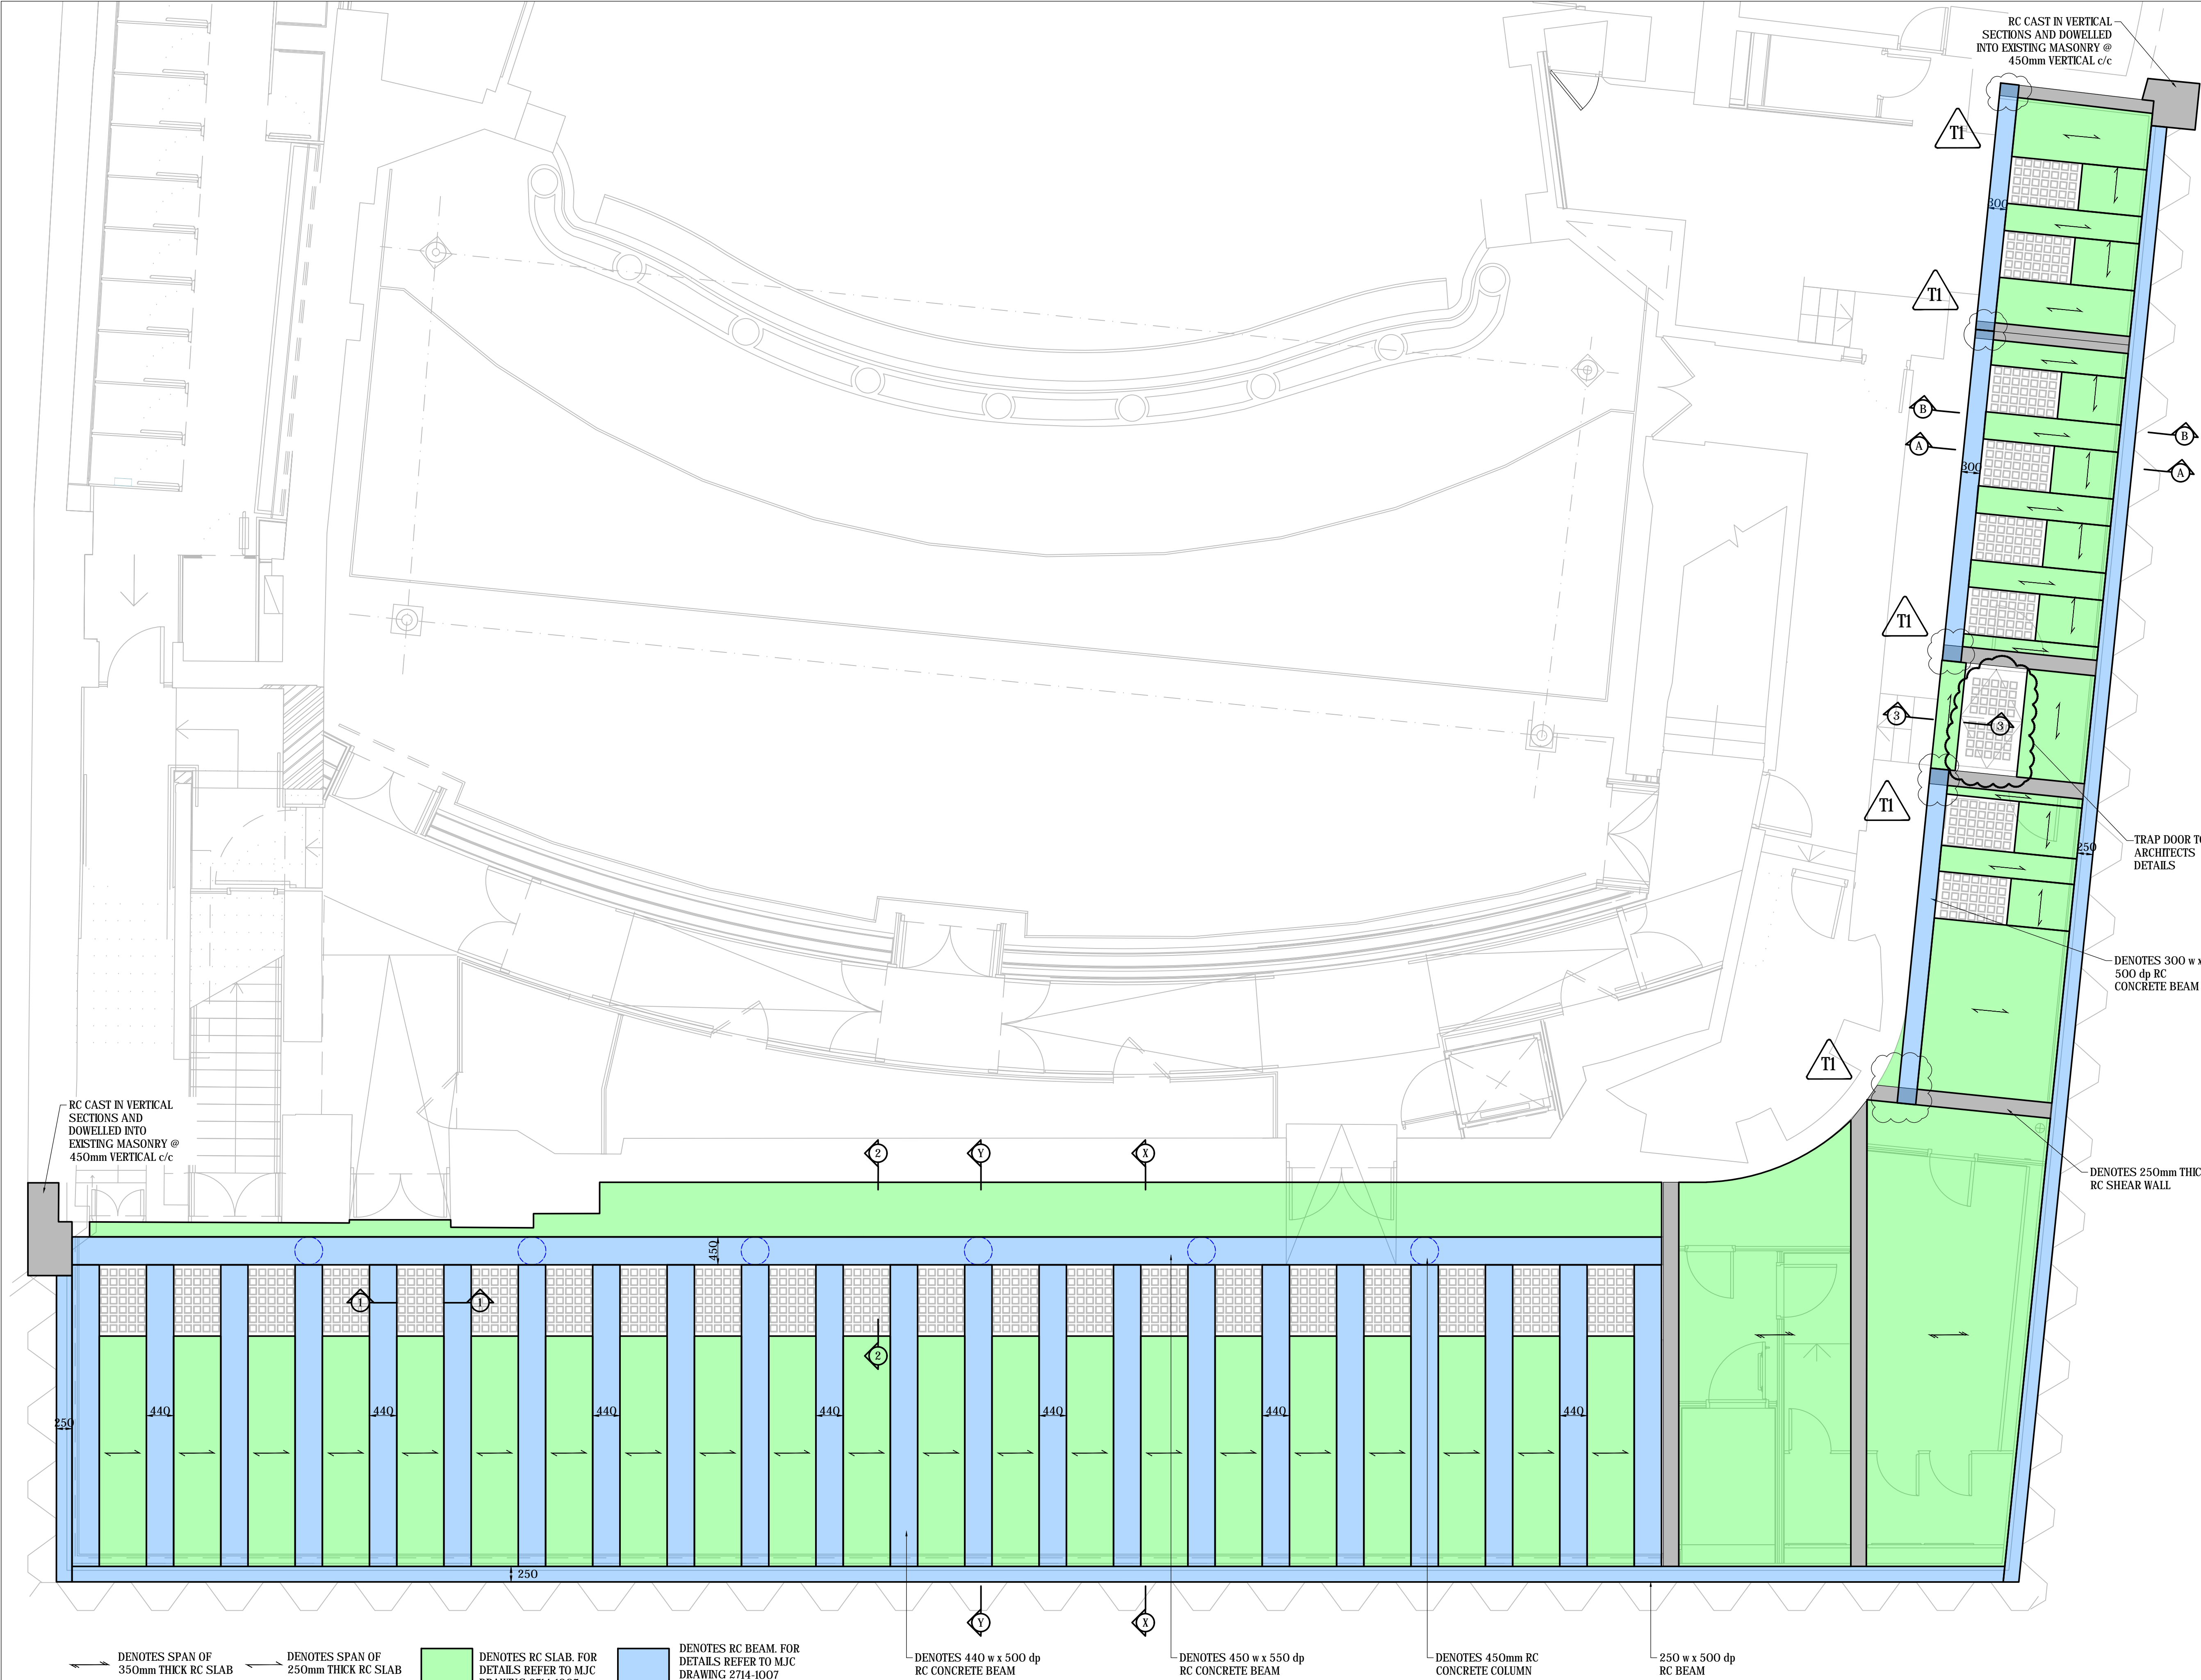 RC CAST IN VERTICAL
SECTIONS AND DOWELLED
INTO EXISTING MASONRY @
450mm VERTICAL c/c
T1
300
T1
B
A
B
A
300
T1
3
3
T1
250
TRAP DOOR TO
ARCHITECTS
DETAILS
DENOTES 300 w x
500 dp RC
CONCRETE BEAM
T1
RC CAST IN VERTICAL
SECTIONS AND
DOWELLED INTO
EXISTING MASONRY @
450mm VERTICAL c/c
2
Y
X
DENOTES 250mm THIC
RC SHEAR WALL
450
1
1
2
250
440
440
440
440
440
440
440
250
Y
X
DENOTES SPAN OF
350mm THICK RC SLAB
DENOTES SPAN OF
250mm THICK RC SLAB
DENOTES RC SLAB. FOR
DETAILS REFER TO MJC
DENOTES RC BEAM. FOR
DETAILS REFER TO MJC
DRAWING 2714-1007
DENOTES 440 w x 500 dp
RC CONCRETE BEAM
DENOTES 450 w x 550 dp
RC CONCRETE BEAM
DENOTES 450mm RC
CONCRETE COLUMN
250 w x 500 dp
RC BEAM